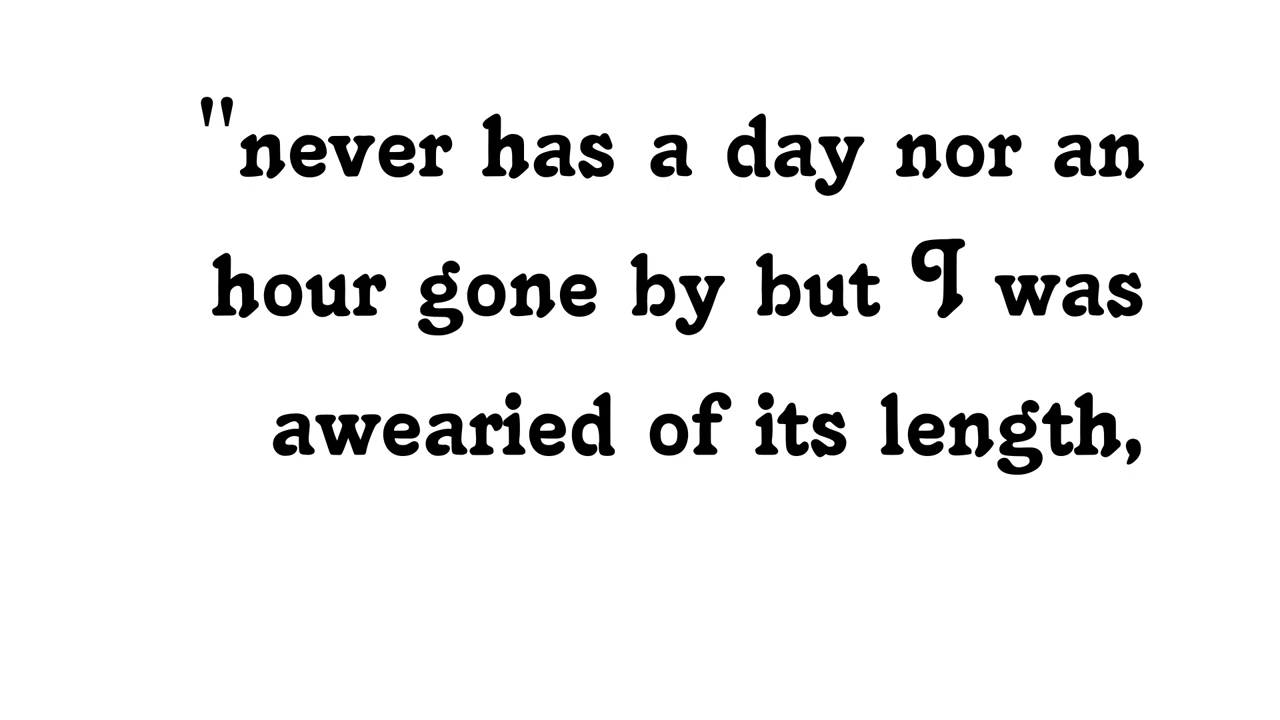 "never has a day nor an
hour gone by but I was
awearied of its length,